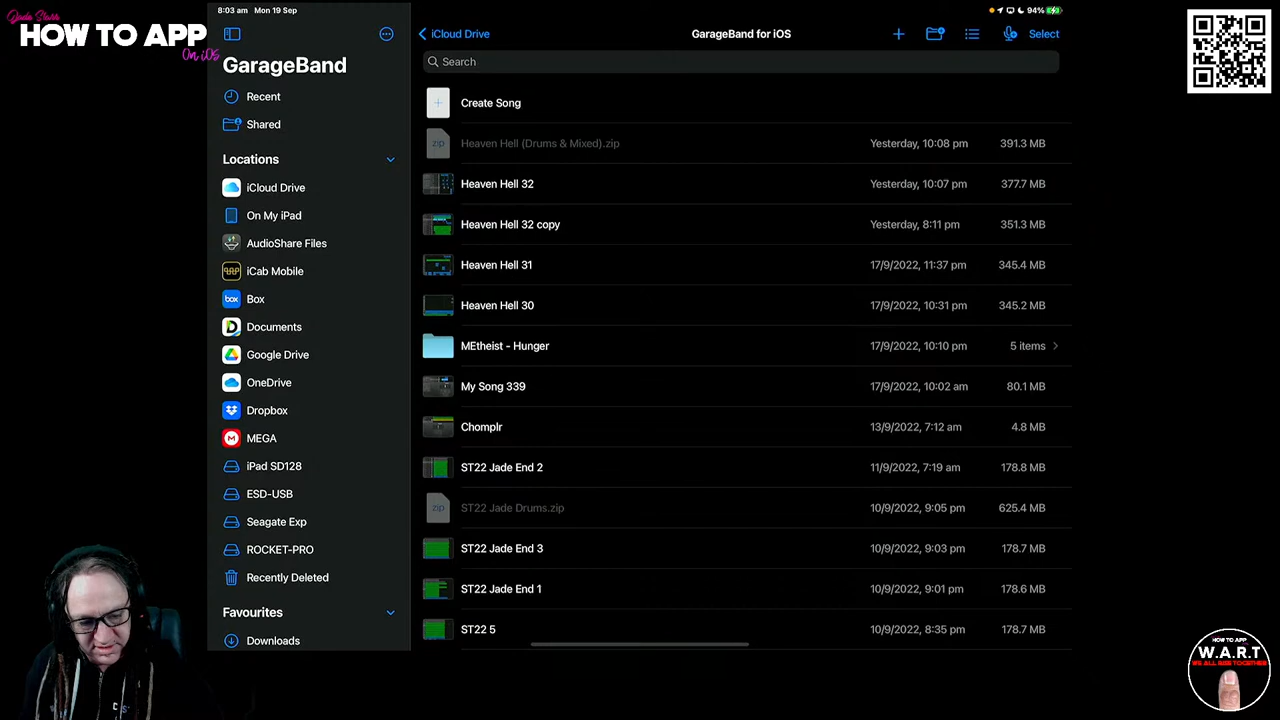 Jade Starr
HOW TO APP
On iOS
8:03 am Mon 19 Sep
94%
GarageBand
Recent
Shared
Locations
iCloud Drive
On My iPad
AudioShare Files
iCab Mobile
Box
Documents
Google Drive
OneDrive
Dropbox
MEGA
iPad SD128
ESD-USB
Seagate Exp
ROCKET-PRO
Recently Deleted
Favourites
Downloads
iCloud Drive
GarageBand for iOS
Select
Search
Create Song
Heaven Hell (Drums & Mixed).zip Yesterday, 10:08 pm 391.3 MB
Heaven Hell 32 Yesterday, 10:07 pm 377.7 MB
Heaven Hell 32 copy Yesterday, 8:11 pm 351.3 MB
Heaven Hell 31 17/9/2022, 11:37 pm 345.4 MB
Heaven Hell 30 17/9/2022, 10:31 pm 345.2 MB
MEtheist - Hunger 17/9/2022, 10:10 pm 5 items
My Song 339 17/9/2022, 10:02 am 80.1 MB
Chomplr 13/9/2022, 7:12 am 4.8 MB
ST22 Jade End 2 11/9/2022, 7:19 am 178.8 MB
ST22 Jade Drums.zip 10/9/2022, 9:05 pm 625.4 MB
ST22 Jade End 3 10/9/2022, 9:03 pm 178.7 MB
ST22 Jade End 1 10/9/2022, 9:01 pm 178.6 MB
ST22 5 10/9/2022, 8:35 pm 178.7 MB
zip
zip
box
HOW TO APP
W.A.R.T
WE ALL RISE TOGETHER